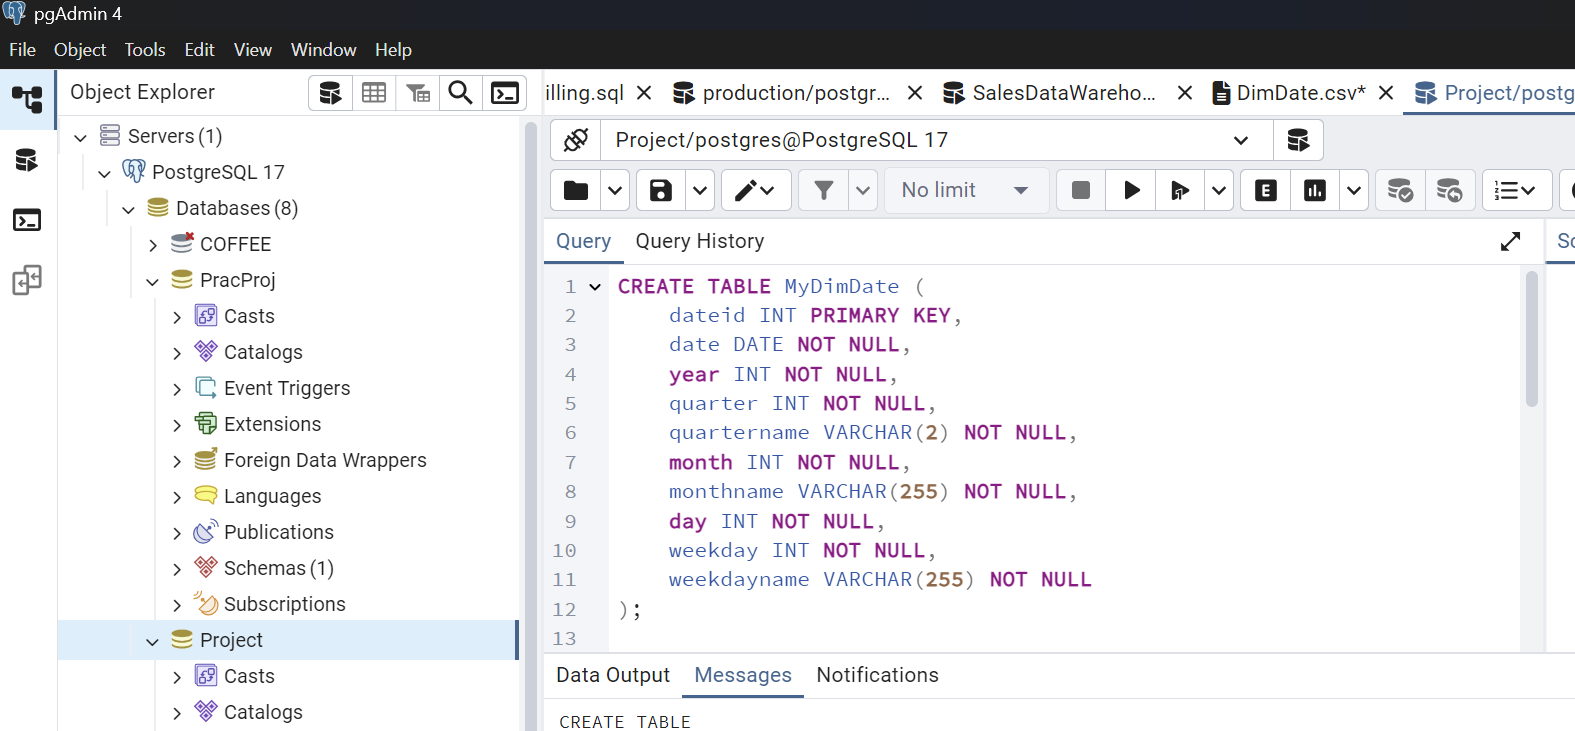 pgAdmin 4
File Object Tools Edit View Window Help
Object Explorer
illing.sql
production/postgr...
SalesDataWareho...
DimDate.csv*
Project/postg
Servers (1)
PostgreSQL 17
Databases (8)
COFFEE
PracProj
Casts
Catalogs
Event Triggers
Extensions
Foreign Data Wrappers
Languages
Publications
Schemas (1)
Subscriptions
Project
Casts
Catalogs
Project/postgres@PostgreSQL 17
No limit
E
Query Query History
Sc
1 CREATE TABLE MyDimDate (
2 dateid INT PRIMARY KEY,
3 date DATE NOT NULL,
4 year INT NOT NULL,
5 quarter INT NOT NULL,
6 quartername VARCHAR(2) NOT NULL,
7 month INT NOT NULL,
8 monthname VARCHAR(255) NOT NULL,
9 day INT NOT NULL,
10 weekday INT NOT NULL,
11 weekdayname VARCHAR(255) NOT NULL
12 );
13
Data Output Messages Notifications
CREATE TABLE